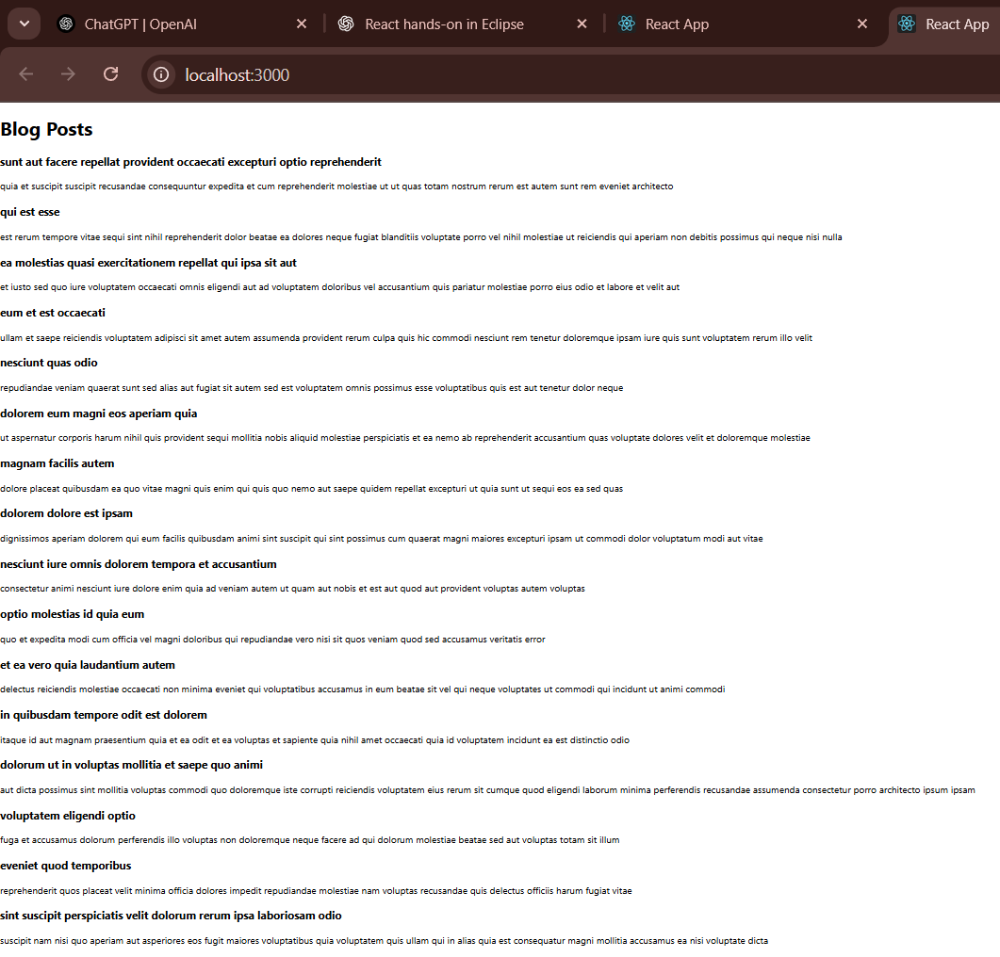 ChatGPT | OpenAI
React hands-on in Eclipse
React App
React App
localhost:3000
Blog Posts
sunt aut facere repellat provident occaecati excepturi optio reprehenderit
quia et suscipit suscipit recusandae consequuntur expedita et cum reprehenderit molestiae ut ut quas totam nostrum rerum est autem sunt rem eveniet architecto
qui est esse
est rerum tempore vitae sequi sint nihil reprehenderit dolor beatae ea dolores neque fugiat blanditiis voluptate porro vel nihil molestiae ut reiciendis qui aperiam non debitis possimus qui neque nisi nulla
ea molestias quasi exercitationem repellat qui ipsa sit aut
et iusto sed quo iure voluptatem occaecati omnis eligendi aut ad voluptatem doloribus vel accusantium quis pariatur molestiae porro eius odio et labore et velit aut
eum et est occaecati
ullam et saepe reiciendis voluptatem adipisci sit amet autem assumenda provident rerum culpa quis hic commodi nesciunt rem tenetur doloremque ipsam iure quis sunt voluptatem rerum illo velit
nesciunt quas odio
repudiandae veniam quaerat sunt sed alias aut fugiat sit autem sed est voluptatem omnis possimus esse voluptatibus quis est aut tenetur dolor neque
dolorem eum magni eos aperiam quia
ut aspernatur corporis harum nihil quis provident sequi mollitia nobis aliquid molestiae perspiciatis et ea nemo ab reprehenderit accusantium quas voluptate dolores velit et doloremque molestiae
magnam facilis autem
dolore placeat quibusdam ea quo vitae magni quis enim qui quis quo nemo aut saepe quidem repellat excepturi ut quia sunt ut sequi eos ea sed quas
dolorem dolore est ipsam
dignissimos aperiam dolorem qui eum facilis quibusdam animi sint suscipit qui sint possimus cum quaerat magni maiores excepturi ipsam ut commodi dolor voluptatum modi aut vitae
nesciunt iure omnis dolorem tempora et accusantium
consectetur animi nesciunt iure dolore enim quia ad veniam autem ut quam aut nobis et est aut quod aut provident voluptas autem voluptas
optio molestias id quia eum
quo et expedita modi cum officia vel magni doloribus qui repudiandae vero nisi sit quos veniam quod sed accusamus veritatis error
et ea vero quia laudantium autem
delectus reiciendis molestiae occaecati non minima eveniet qui voluptatibus accusamus in eum beatae sit vel qui neque voluptates ut commodi qui incidunt ut animi commodi
in quibusdam tempore odit est dolorem
itaque id aut magnam praesentium quia et ea odit et ea voluptas et sapiente quia nihil amet occaecati quia id voluptatem incidunt ea est distinctio odio
dolorum ut in voluptas mollitia et saepe quo animi
aut dicta possimus sint mollitia voluptas commodi quo doloremque iste corrupti reiciendis voluptatem eius rerum sit cumque quod eligendi laborum minima perferendis recusandae assumenda consectetur porro architecto ipsum ipsam
voluptatem eligendi optio
fuga et accusamus dolorum perferendis illo voluptas non doloremque neque facere ad qui dolorum molestiae beatae sed aut voluptas totam sit illum
eveniet quod temporibus
reprehenderit quos placeat velit minima officia dolores impedit repudiandae molestiae nam voluptas recusandae quis delectus officiis harum fugiat vitae
sint suscipit perspiciatis velit dolorum rerum ipsa laboriosam odio
suscipit nam nisi quo aperiam aut asperiores eos fugit maiores voluptatibus quia voluptatem quis ullam qui in alias quia est consequatur magni mollitia accusamus ea nisi voluptate dicta